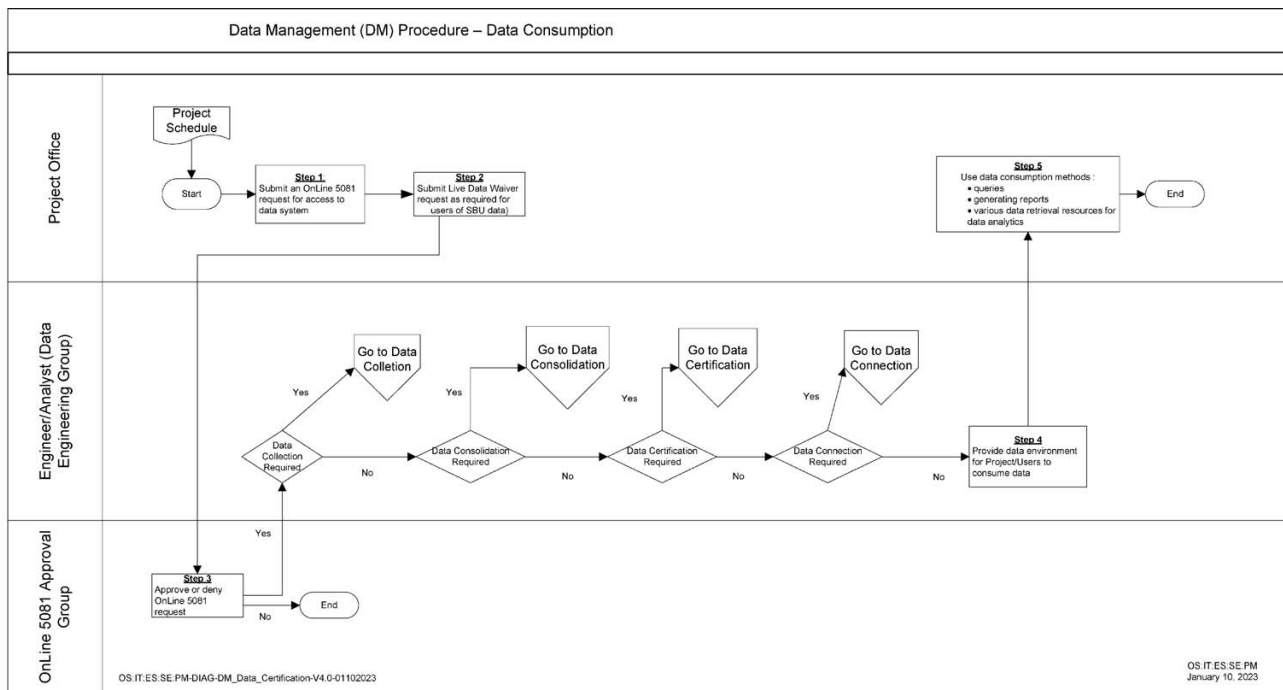 Data Management (DM) Procedure – Data Consumption
Project Office
Project
Schedule
Start
Step 1
Submit an OnLine 5081
request for access to
data system
Step 2
Submit Live Data Waiver
request as required for
users of SBU data)
Step 5
Use data consumption methods :
• queries
• generating reports
• various data retrieval resources for
data analytics
End
Engineer/Analyst (Data
Engineering Group)
Go to Data
Colletion
Go to Data
Consolidation
Go to Data
Certification
Go to Data
Connection
Yes
Yes
Yes
Yes
Data
Collection
Required
No
Data Consolidation
Required
No
Data Certification
Required
No
Data Connection
Required
No
Step 4
Provide data environment
for Project/Users to
consume data
OnLine 5081 Approval
Group
Yes
Step 3
Approve or deny
OnLine 5081
request
No
End
OS:IT:ES:SE:PM-DIAG-DM_Data_Certification-V4.0-01102023
OS:IT:ES:SE:PM
January 10, 2023